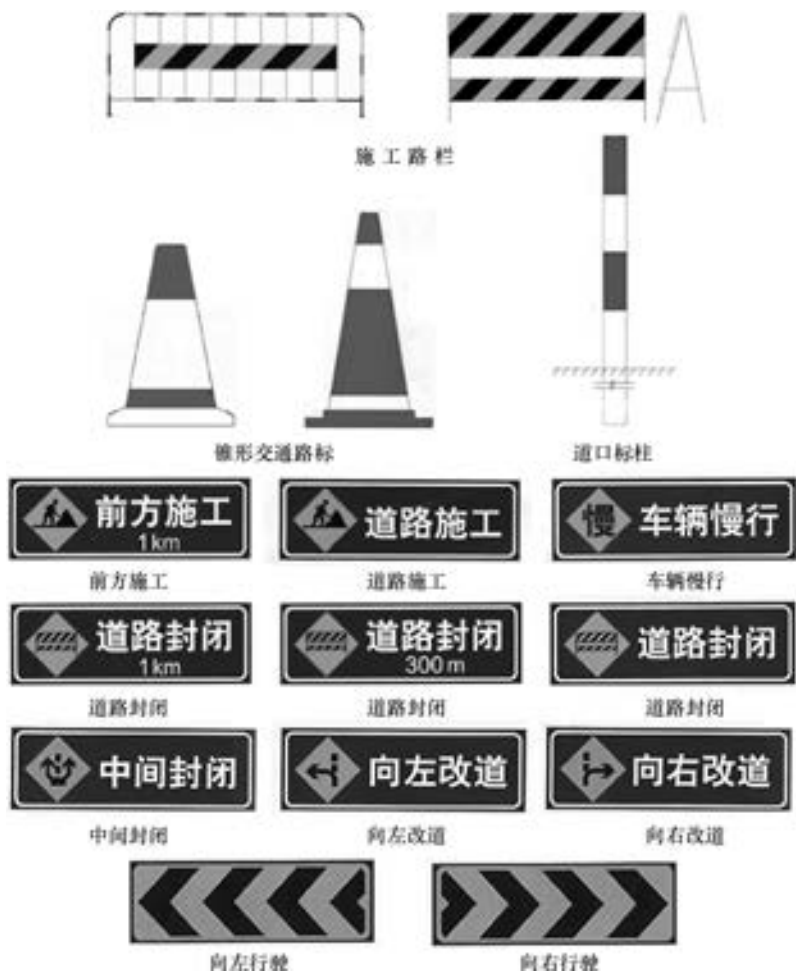 施工路栏
锥形交通路标 道口标柱
前方施工 道路施工 慢 车辆慢行
1km
前方施工 道路施工 车辆慢行
道路封闭 道路封闭 道路封闭
1km 300m
道路封闭 道路封闭 道路封闭
中间封闭 向左改道 向右改道
中间封闭 向左改道 向右改道
向左行驶 向右行驶